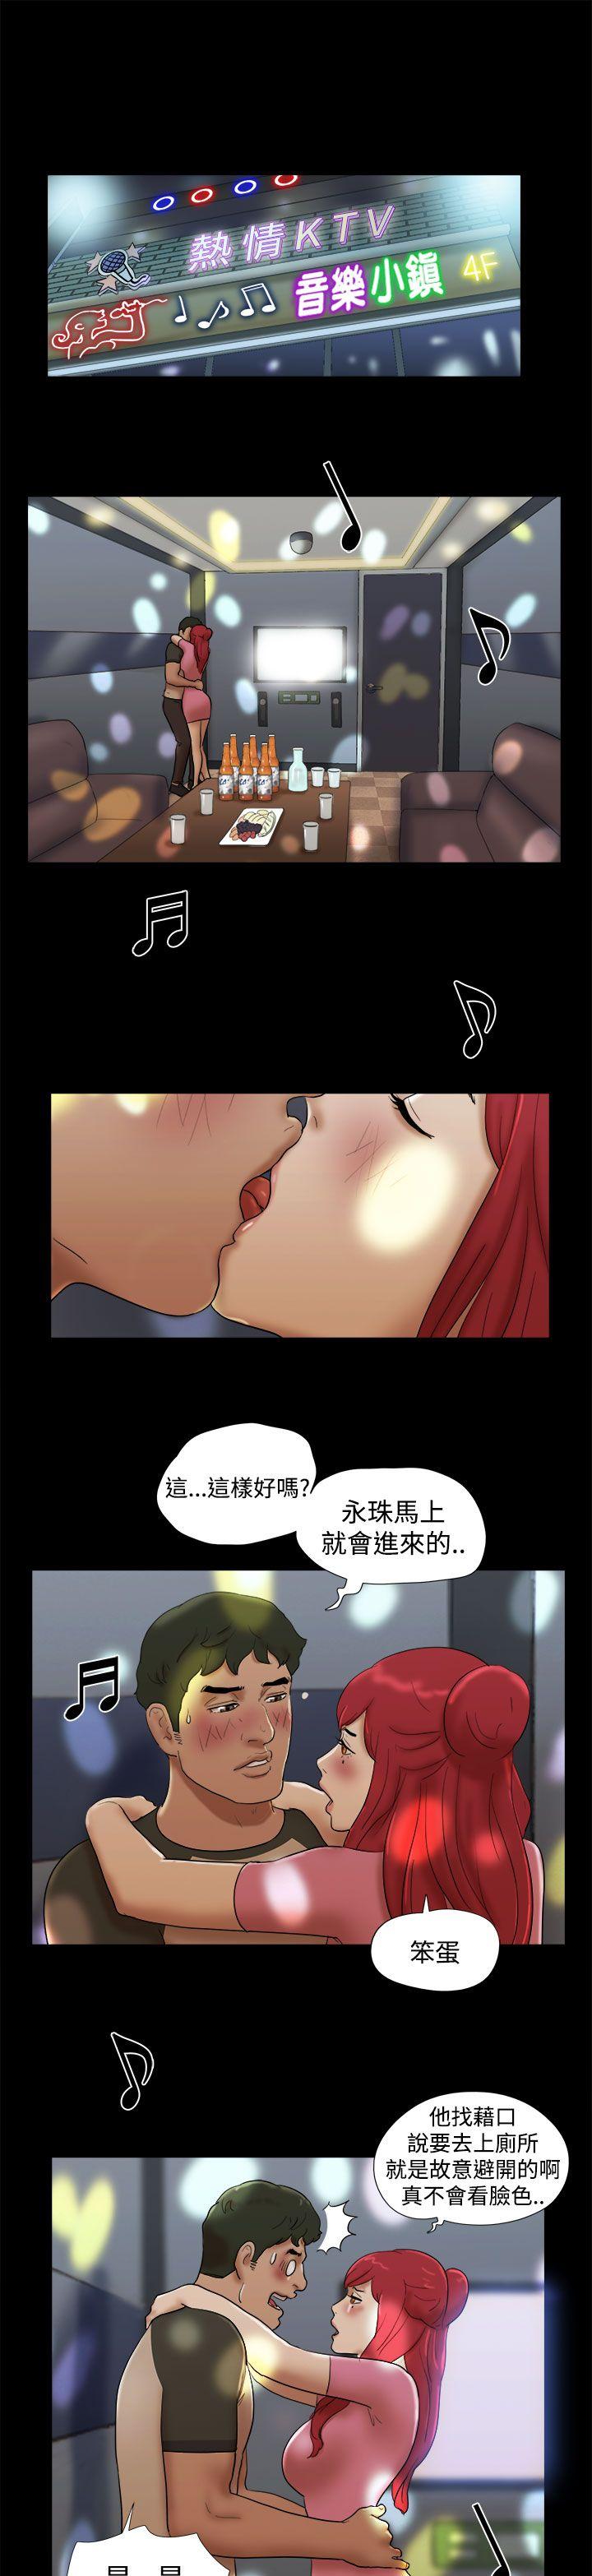 熱情KTV
音樂小鎮 4F
這...這樣好嗎?
永珠馬上
就會進來的..
笨蛋
他找藉口
說要去上廁所
就是故意避開的啊
真不會看臉色..